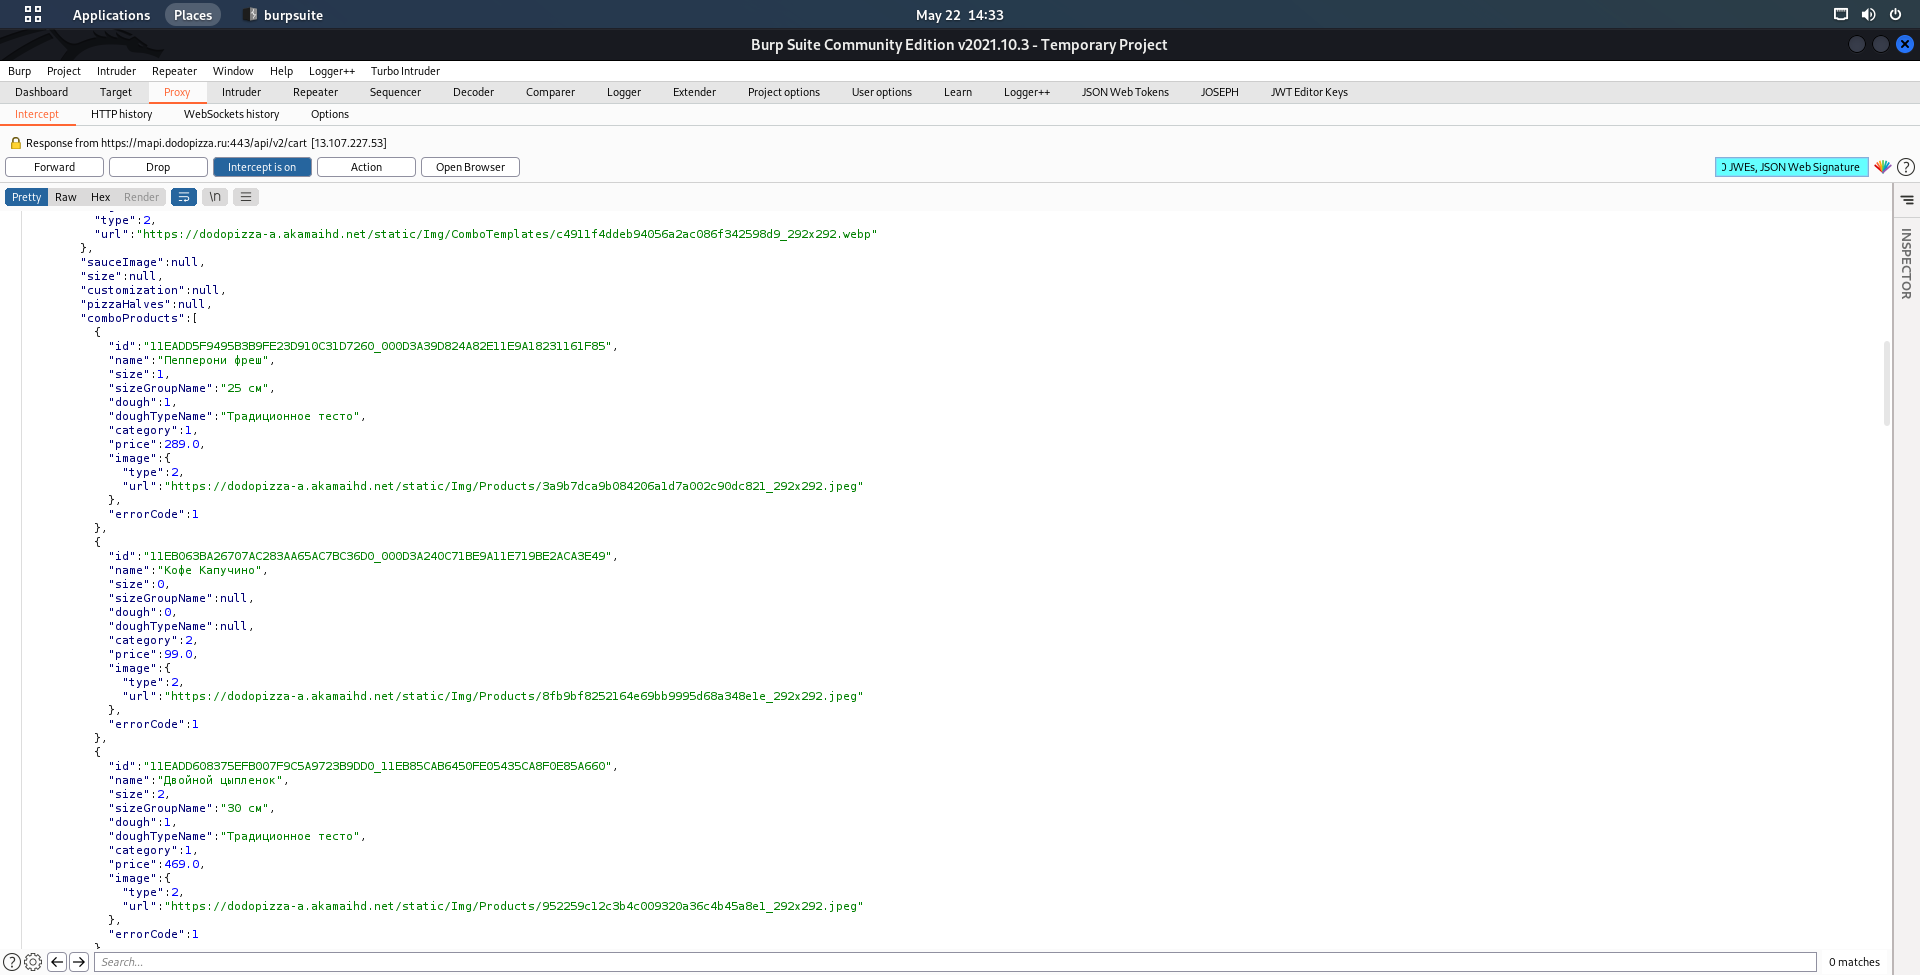 Applications Places burpsuite May 22 14:33
Burp Suite Community Edition v2021.10.3 - Temporary Project
Burp Project Intruder Repeater Window Help Logger++ Turbo Intruder
Dashboard Target Proxy Intruder Repeater Sequencer Decoder Comparer Logger Extender Project options User options Learn Logger++ JSON Web Tokens JOSEPH JWT Editor Keys
Intercept HTTP history WebSockets history Options
Response from https://mapi.dodopizza.ru:443/api/v2/cart [13.107.227.53]
Forward Drop Intercept is on Action Open Browser JWEs, JSON Web Signature ?
Pretty Raw Hex Render \n
INSPECTOR
"type":2,
"url":"https://dodopizza-a.akamaihd.net/static/Img/ComboTemplates/c4911f4ddeb94056a2ac086f342598d9_292x292.webp"
},
"sauceImage":null,
"size":null,
"customization":null,
"pizzaHalves":null,
"comboProducts":[
{
"id":"11EADD5F9495B3B9FE23D910C31D7260_000D3A39D824A82E11E9A18231161F85",
"name":"Пепперони фреш",
"size":1,
"sizeGroupName":"25 см",
"dough":1,
"doughTypeName":"Традиционное тесто",
"category":1,
"price":289.0,
"image":{
"type":2,
"url":"https://dodopizza-a.akamaihd.net/static/Img/Products/3a9b7dca9b084206a1d7a002c90dc821_292x292.jpeg"
},
"errorCode":1
},
{
"id":"11EB063BA26707AC283AA65AC7BC36D0_000D3A240C71BE9A11E719BE2ACA3E49",
"name":"Кофе Капучино",
"size":0,
"sizeGroupName":null,
"dough":0,
"doughTypeName":null,
"category":2,
"price":99.0,
"image":{
"type":2,
"url":"https://dodopizza-a.akamaihd.net/static/Img/Products/8fb9bf8252164e69bb9995d68a348e1e_292x292.jpeg"
},
"errorCode":1
},
{
"id":"11EADD608375EFB007F9C5A9723B9DD0_11EB85CAB6450FE05435CA8F0E85A660",
"name":"Двойной цыпленок",
"size":2,
"sizeGroupName":"30 см",
"dough":1,
"doughTypeName":"Традиционное тесто",
"category":1,
"price":469.0,
"image":{
"type":2,
"url":"https://dodopizza-a.akamaihd.net/static/Img/Products/952259c12c3b4c009320a36c4b45a8e1_292x292.jpeg"
},
"errorCode":1
}
? Search... 0 matches